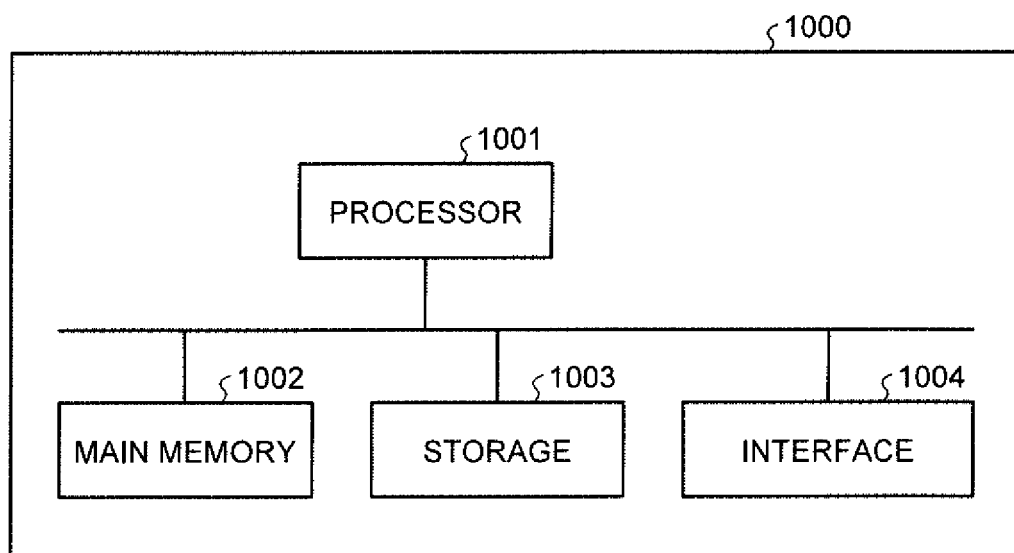 1000
1001
PROCESSOR
1002
1003
1004
MAIN MEMORY
STORAGE
INTERFACE